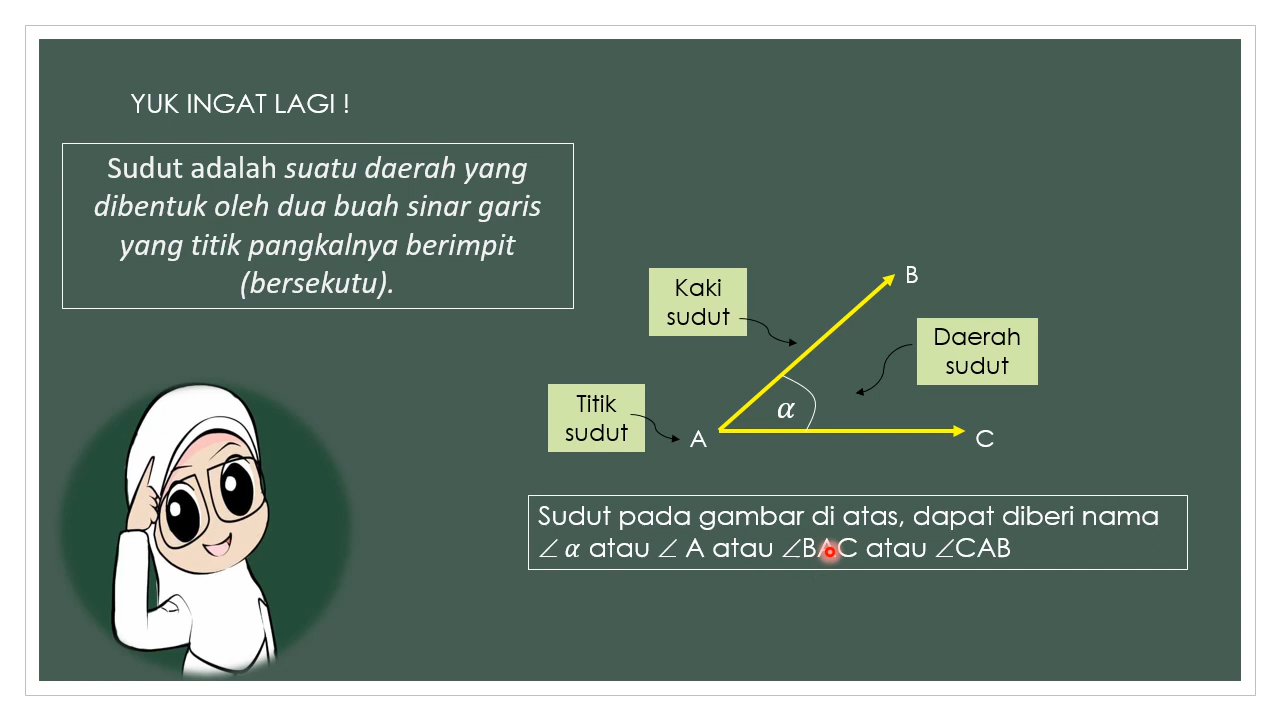 YUK INGAT LAGI !
Sudut adalah suatu daerah yang
dibentuk oleh dua buah sinar garis
yang titik pangkalnya berimpit
(bersekutu).
Kaki
sudut
B
Daerah
sudut
Titik
sudut
α
A
C
Sudut pada gambar di atas, dapat diberi nama
∠ α atau ∠ A atau ∠BAC atau ∠CAB